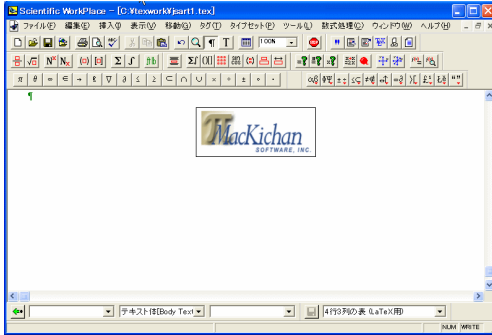 Scientific WorkPlace - [C:¥texwork¥jsart1.tex]
ファイル(F) 編集(E) 挿入(I) 表示(V) 移動(G) タグ(T) タイプセット(P) ツール(L) 数式処理(C) ウィンドウ(W) ヘルプ(H)
100%
MacKichan
SOFTWARE, INC.
テキスト体(Body Text 4行3列の表 (LaTeX用)
NUM WRITE